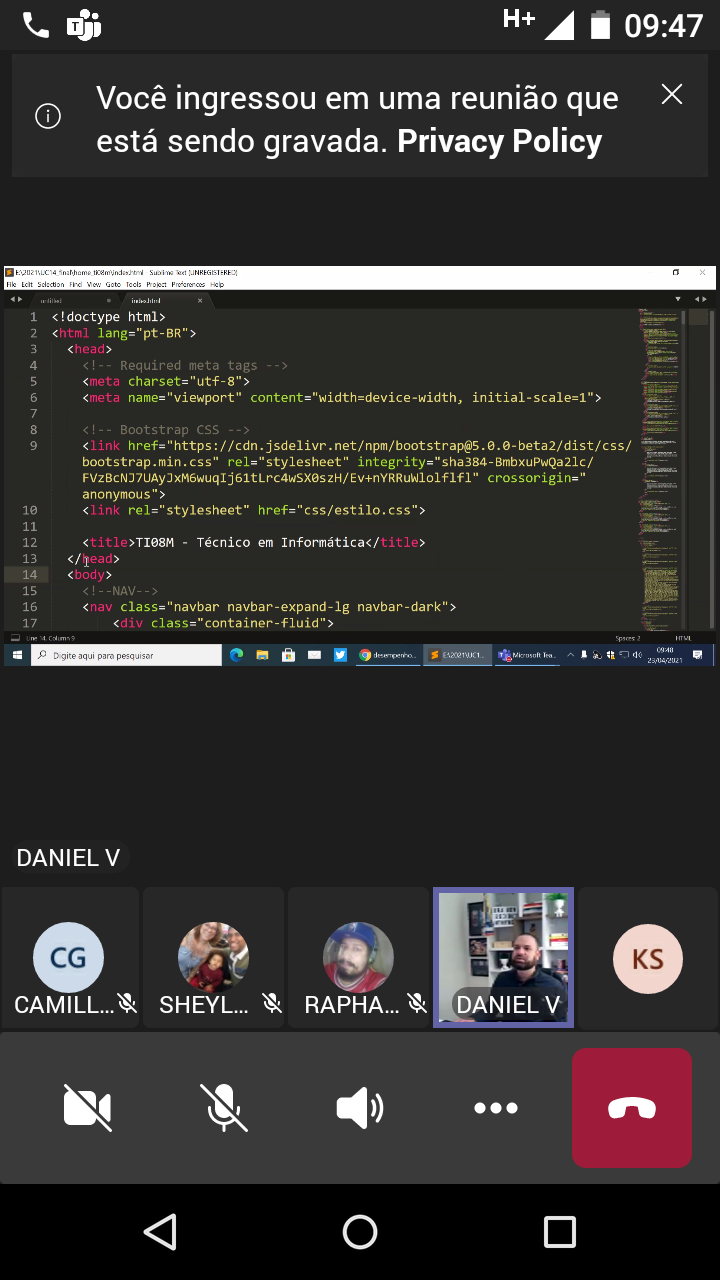 H+ 09:47
Você ingressou em uma reunião que
está sendo gravada. Privacy Policy
E:\2021\UC14_final\home_ti08m\index.html - Sublime Text (UNREGISTERED)
File Edit Selection Find View Goto Tools Project Preferences Help
untitled index.html
1 <!doctype html>
2 <html lang="pt-BR">
3 <head>
4 <!-- Required meta tags -->
5 <meta charset="utf-8">
6 <meta name="viewport" content="width=device-width, initial-scale=1">
7
8 <!-- Bootstrap CSS -->
9 <link href="https://cdn.jsdelivr.net/npm/bootstrap@5.0.0-beta2/dist/css/
bootstrap.min.css" rel="stylesheet" integrity="sha384-BmbxuPwQa2lc/
FVzBcNJ7UAyJxM6wuqIj61tLrc4wSX0szH/Ev+nYRRuWlolflfl" crossorigin="
anonymous">
10 <link rel="stylesheet" href="css/estilo.css">
11
12 <title>TI08M - Técnico em Informática</title>
13 </head>
14 <body>
15 <!--NAV-->
16 <nav class="navbar navbar-expand-lg navbar-dark">
17 <div class="container-fluid">
Line 14, Column 9 Spaces: 2 HTML
Digite aqui para pesquisar desempenho... E:\2021\UC1... Microsoft Tea... 09:48
23/04/2021
DANIEL V
CG KS
CAMILL... SHEYL... RAPHA... DANIEL V